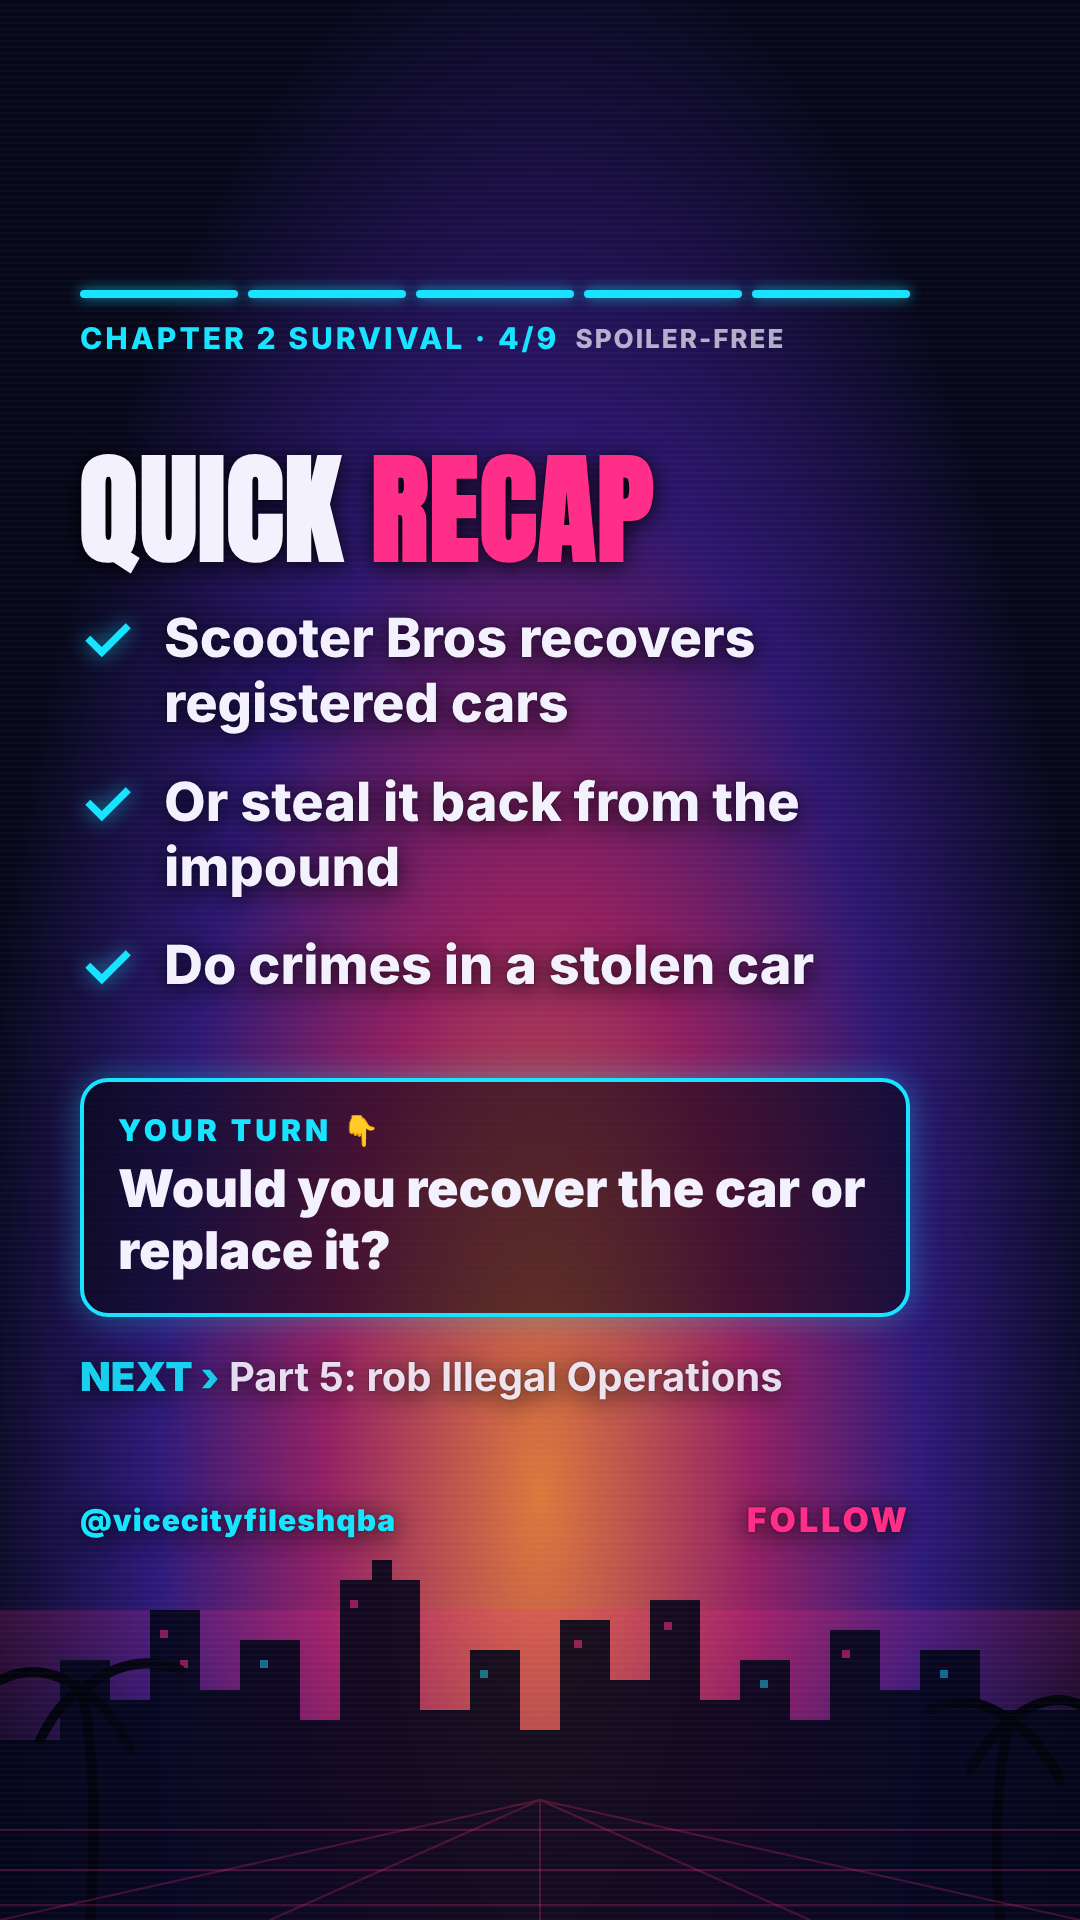 CHAPTER 2 SURVIVAL · 4/9 SPOILER-FREE
QUICK RECAP
Scooter Bros recovers
registered cars
Or steal it back from the
impound
Do crimes in a stolen car
YOUR TURN 👇
Would you recover the car or
replace it?
NEXT › Part 5: rob Illegal Operations
@vicecityfileshqba
FOLLOW